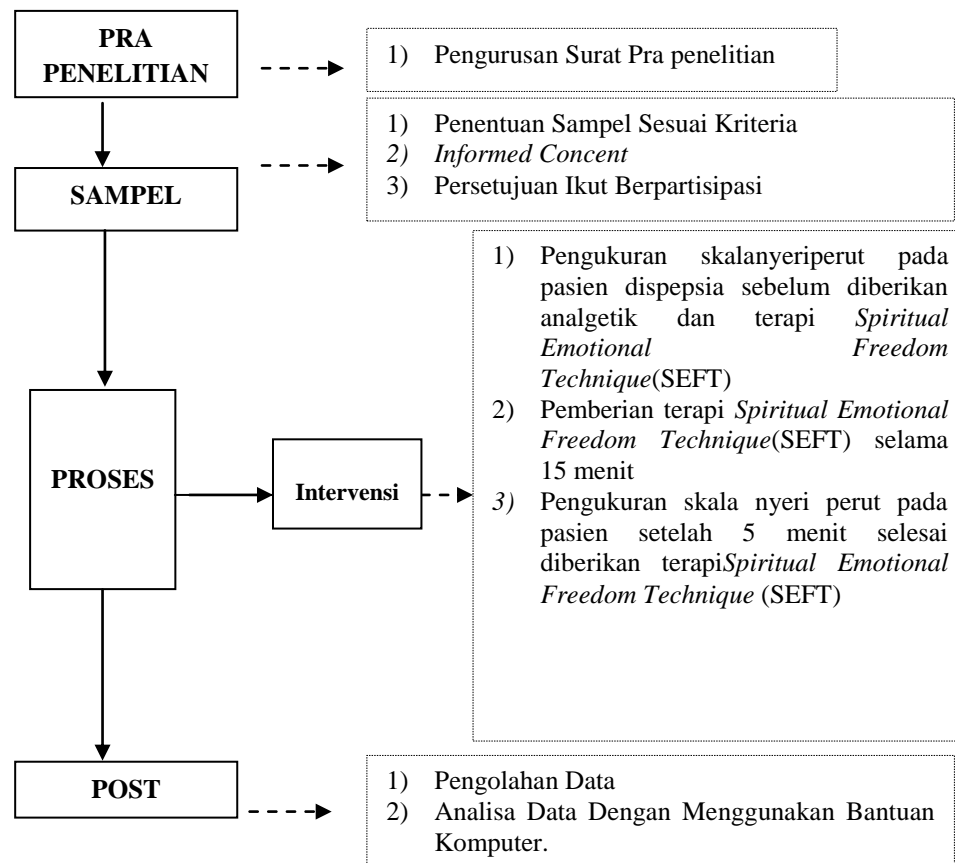 PRA
PENELITIAN
1) Pengurusan Surat Pra penelitian
SAMPEL
1) Penentuan Sampel Sesuai Kriteria
2) Informed Concent
3) Persetujuan Ikut Berpartisipasi
PROSES
Intervensi
1) Pengukuran skalanyeriperut pada
pasien dispepsia sebelum diberikan
analgetik dan terapi Spiritual
Emotional Freedom
Technique(SEFT)
2) Pemberian terapi Spiritual Emotional
Freedom Technique(SEFT) selama
15 menit
3) Pengukuran skala nyeri perut pada
pasien setelah 5 menit selesai
diberikan terapiSpiritual Emotional
Freedom Technique (SEFT)
POST
1) Pengolahan Data
2) Analisa Data Dengan Menggunakan Bantuan
Komputer.